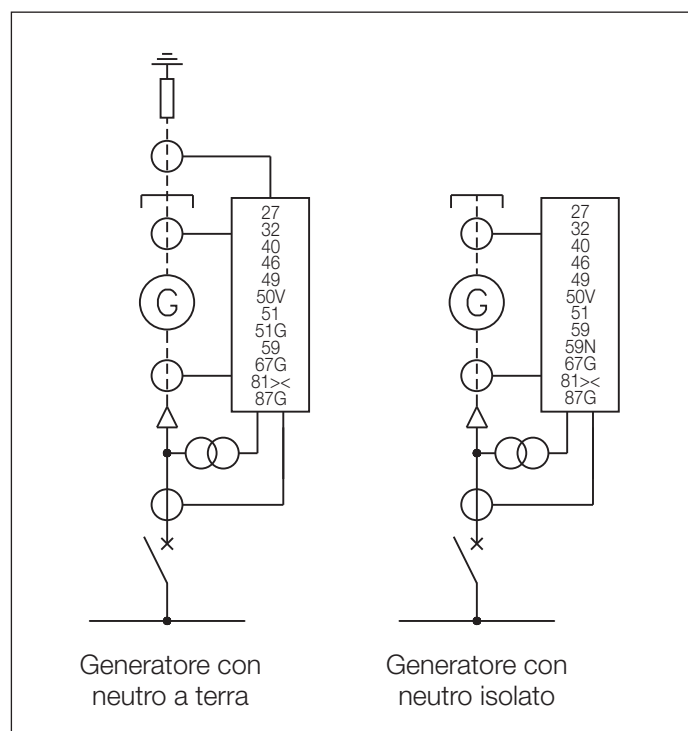 27
32
40
46
49
50V
51
51G
59
67G
81><
87G
G
Generatore con
neutro a terra
27
32
40
46
49
50V
51
59
59N
67G
81><
87G
G
Generatore con
neutro isolato